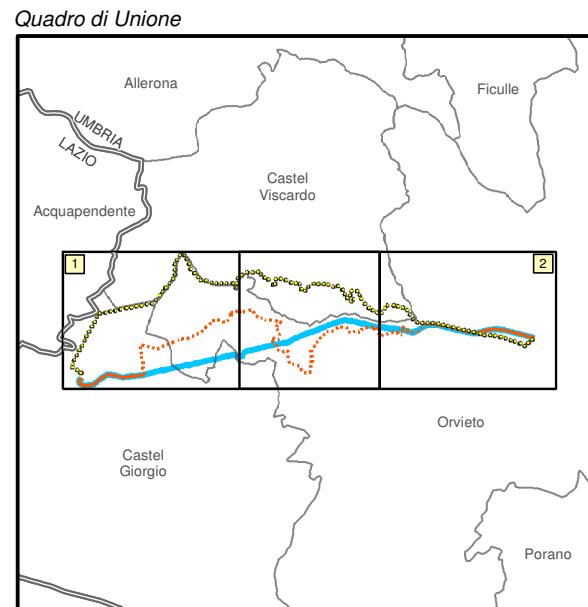 Quadro di Unione
Allerona
Ficulle
UMBRIA
LAZIO
Castel
Viscardo
Acquapendente
1
2
Orvieto
Castel
Giorgio
Porano